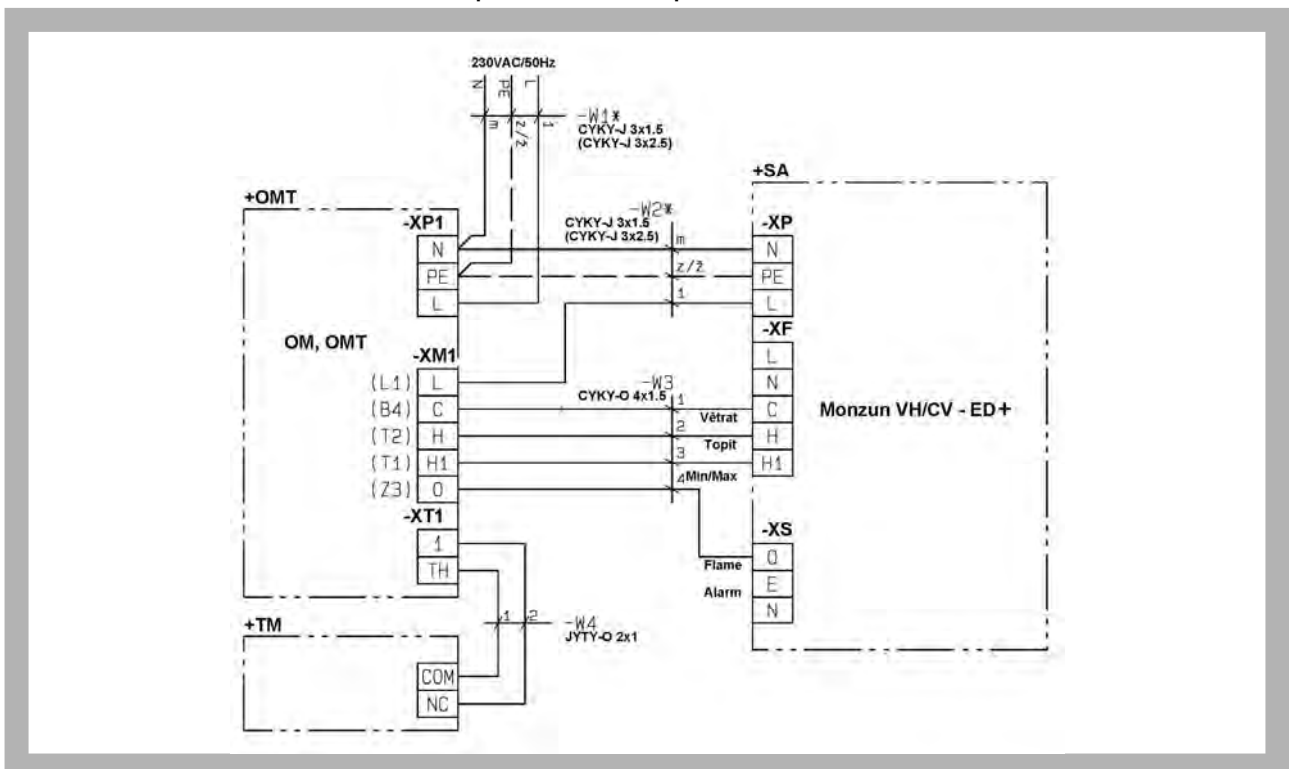 230VAC/50Hz
N
PE
L
-W1*
m
z/ž
1
CYKY-J 3x1.5
(CYKY-J 3x2.5)
+SA
+OMT
-W2*
-XP1
CYKY-J 3x1.5
(CYKY-J 3x2.5)
-XP
N
m
N
PE
z/ž
PE
L
1
L
-XF
OM, OMT
L
-XM1
(L1)
L
-W3
N
CYKY-O 4x1.5
(B4)
C
1
Větrat
C
Monzun VH/CV - ED+
(T2)
H
2
Topit
H
(T1)
H1
3
H1
Min/Max
(Z3)
O
4
-XT1
-XS
1
O
Flame
TH
E
Alarm
N
1
2
-W4
JYTY-O 2x1
+TM
COM
NC